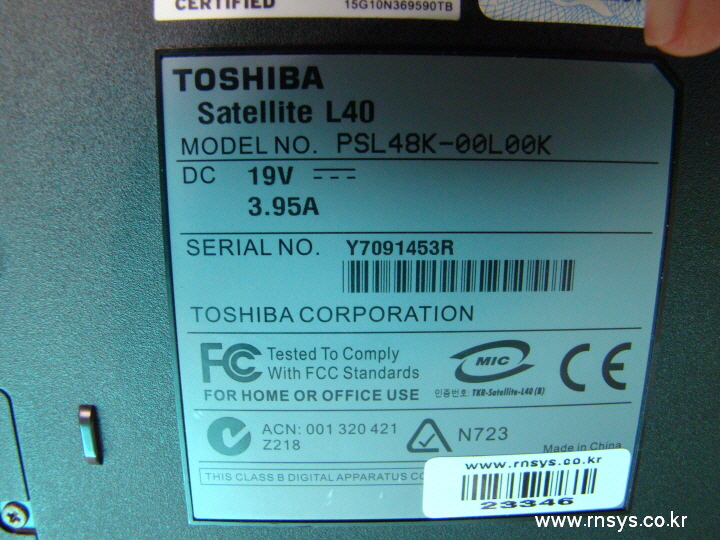 CERTIFIED
15G10N369590TB
TOSHIBA
Satellite L40
MODEL NO. PSL48K-00L00K
DC 19V
3.95A
SERIAL NO. Y7091453R
TOSHIBA CORPORATION
FC Tested To Comply
With FCC Standards
FOR HOME OR OFFICE USE
MIC
인증번호: TKR-Satellite-L40 (B)
CE
ACN: 001 320 421
Z218
N723
Made in China
THIS CLASS B DIGITAL APPARATUS
www.rnsys.co.kr
23346
www.rnsys.co.kr